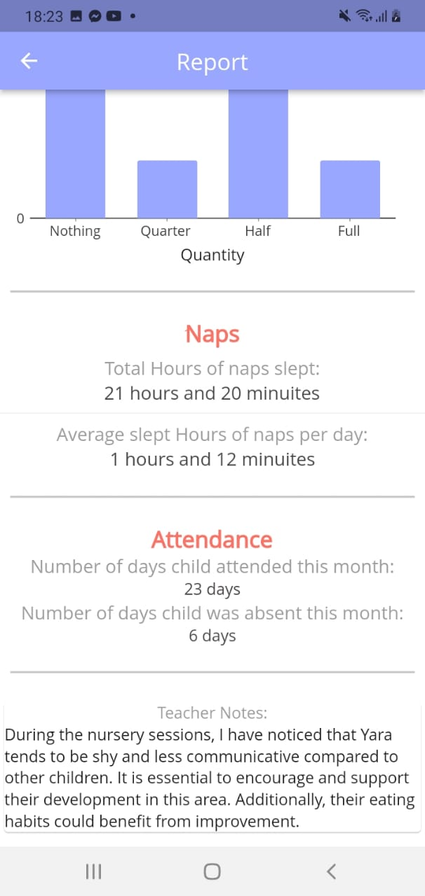 18:23
Report
0
Nothing Quarter Half Full
Quantity
Naps
Total Hours of naps slept:
21 hours and 20 minuites
Average slept Hours of naps per day:
1 hours and 12 minuites
Attendance
Number of days child attended this month:
23 days
Number of days child was absent this month:
6 days
Teacher Notes:
During the nursery sessions, I have noticed that Yara
tends to be shy and less communicative compared to
other children. It is essential to encourage and support
their development in this area. Additionally, their eating
habits could benefit from improvement.